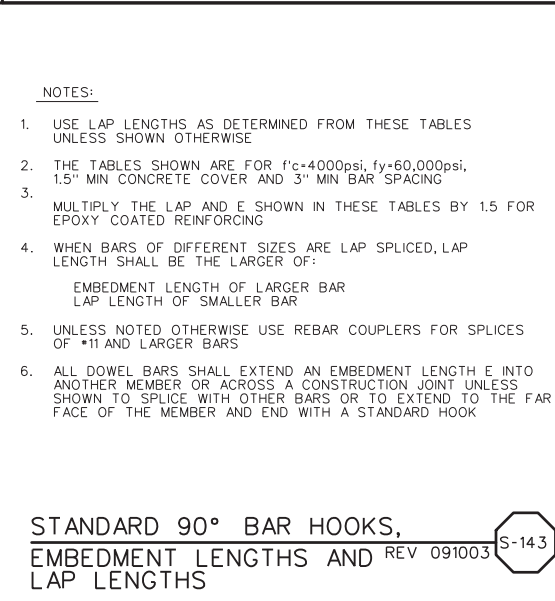 NOTES:
1. USE LAP LENGTHS AS DETERMINED FROM THESE TABLES
UNLESS SHOWN OTHERWISE
2. THE TABLES SHOWN ARE FOR f'c=4000psi, fy=60,000psi,
1.5" MIN CONCRETE COVER AND 3" MIN BAR SPACING
3.
MULTIPLY THE LAP AND E SHOWN IN THESE TABLES BY 1.5 FOR
EPOXY COATED REINFORCING
4. WHEN BARS OF DIFFERENT SIZES ARE LAP SPLICED, LAP
LENGTH SHALL BE THE LARGER OF:
EMBEDMENT LENGTH OF LARGER BAR
LAP LENGTH OF SMALLER BAR
5. UNLESS NOTED OTHERWISE USE REBAR COUPLERS FOR SPLICES
OF #11 AND LARGER BARS
6. ALL DOWEL BARS SHALL EXTEND AN EMBEDMENT LENGTH E INTO
ANOTHER MEMBER OR ACROSS A CONSTRUCTION JOINT UNLESS
SHOWN TO SPLICE WITH OTHER BARS OR TO EXTEND TO THE FAR
FACE OF THE MEMBER AND END WITH A STANDARD HOOK
STANDARD 90° BAR HOOKS,
EMBEDMENT LENGTHS AND REV 091003 S-143
LAP LENGTHS